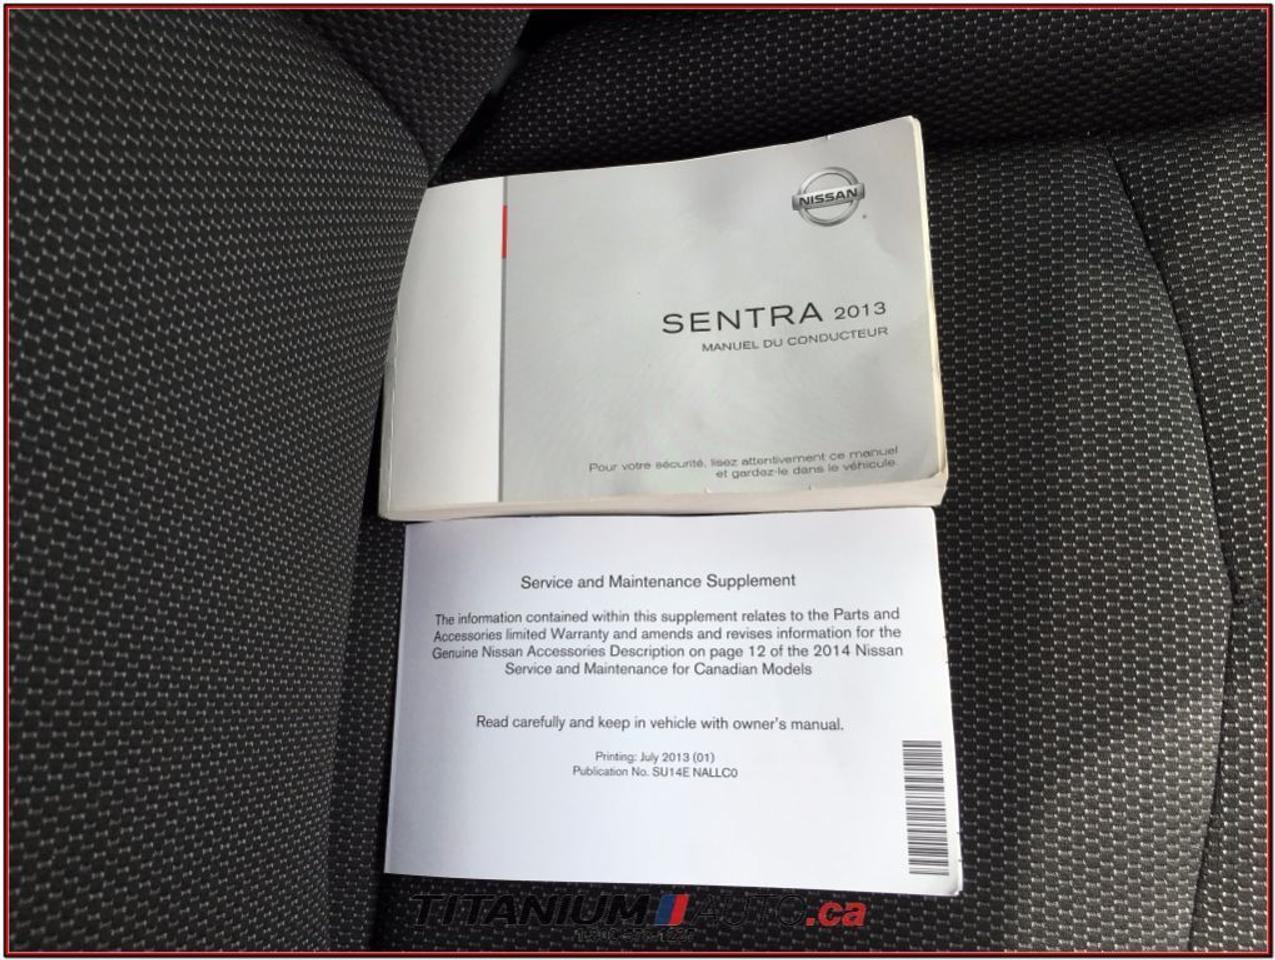 NISSAN
SENTRA 2013
MANUEL DU CONDUCTEUR
Pour votre sécurité, lisez attentivement ce manuel
et gardez-le dans le véhicule.
Service and Maintenance Supplement
The information contained within this supplement relates to the Parts and
Accessories limited Warranty and amends and revises information for the
Genuine Nissan Accessories Description on page 12 of the 2014 Nissan
Service and Maintenance for Canadian Models
Read carefully and keep in vehicle with owner's manual.
Printing: July 2013 (01)
Publication No. SU14E NALLC0
TITANIUM AUTO.ca